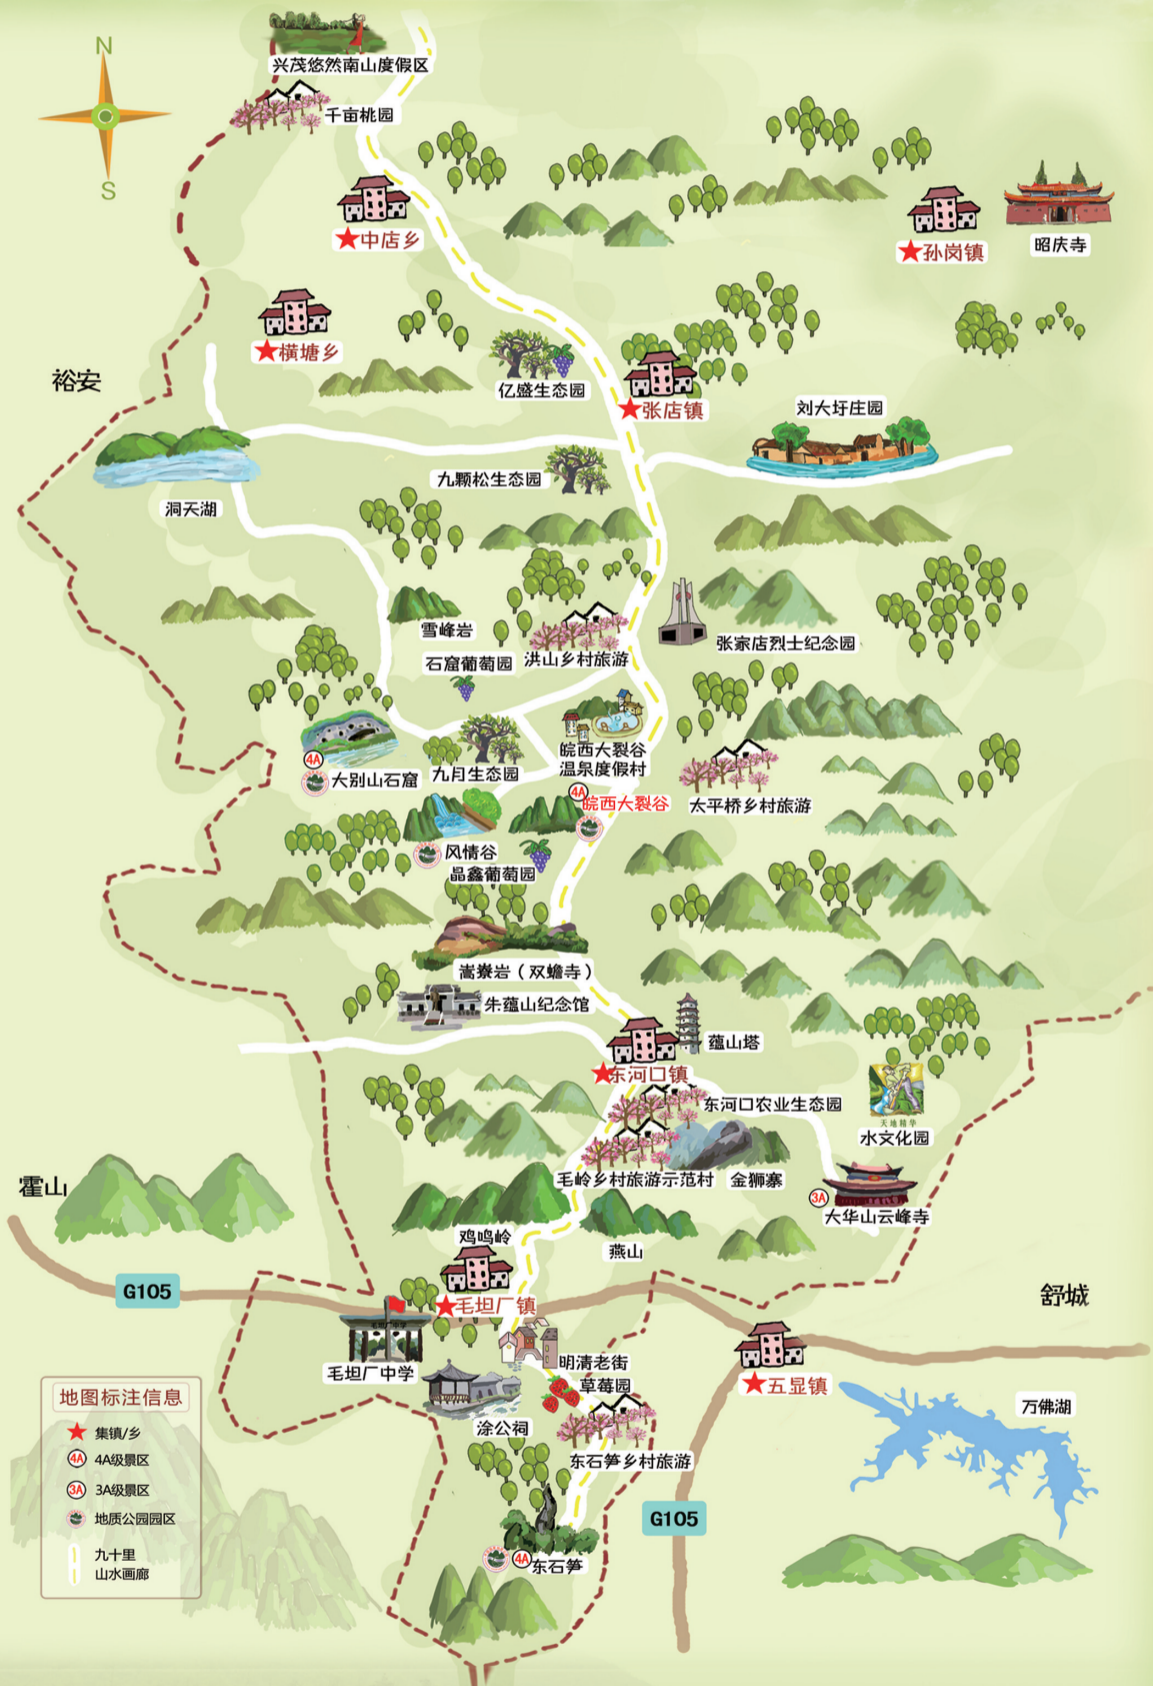 N
S
兴茂悠然南山度假区
千亩桃园
中店乡
孙岗镇
昭庆寺
横塘乡
裕安
亿盛生态园
张店镇
刘大圩庄园
九颗松生态园
洞天湖
雪峰岩
石窟葡萄园
洪山乡村旅游
张家店烈士纪念园
4A
大别山石窟
九月生态园
皖西大裂谷
温泉度假村
4A
皖西大裂谷
太平桥乡村旅游
风情谷
晶鑫葡萄园
嵩寮岩（双蟾寺）
朱蕴山纪念馆
蕴山塔
东河口镇
东河口农业生态园
天地精华
水文化园
毛岭乡村旅游示范村
金狮寨
3A
大华山云峰寺
霍山
鸡鸣岭
燕山
G105
毛坦厂镇
舒城
毛坦厂中学
毛坦厂中学
明清老街
草莓园
五显镇
万佛湖
涂公祠
东石笋乡村旅游
G105
4A
东石笋
地图标注信息
集镇/乡
4A
4A级景区
3A
3A级景区
地质公园园区
九十里
山水画廊